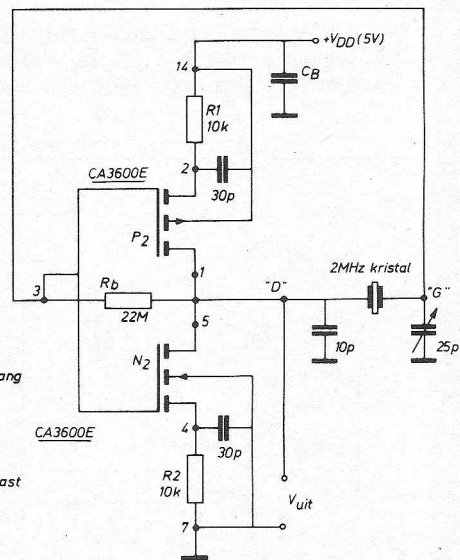 +VDD (5V)
14
CB
R1
10k
2
CA3600E
30p
P2
1
2MHz kristal
"D"
"G"
3
Rb
22M
5
10p
25p
N2
ang
CA3600E
4
30p
R2
10k
ast
Vuit
7